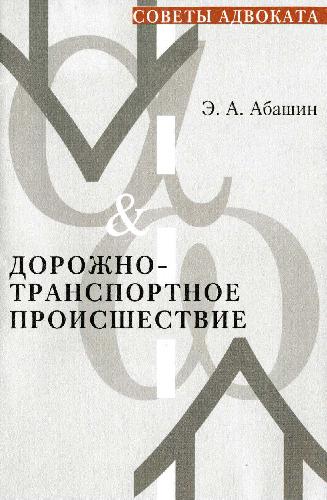 СОВЕТЫ АДВОКАТА
Э. А. Абашин
&
ДОРОЖНО-
ТРАНСПОРТНОЕ
ПРОИСШЕСТВИЕ